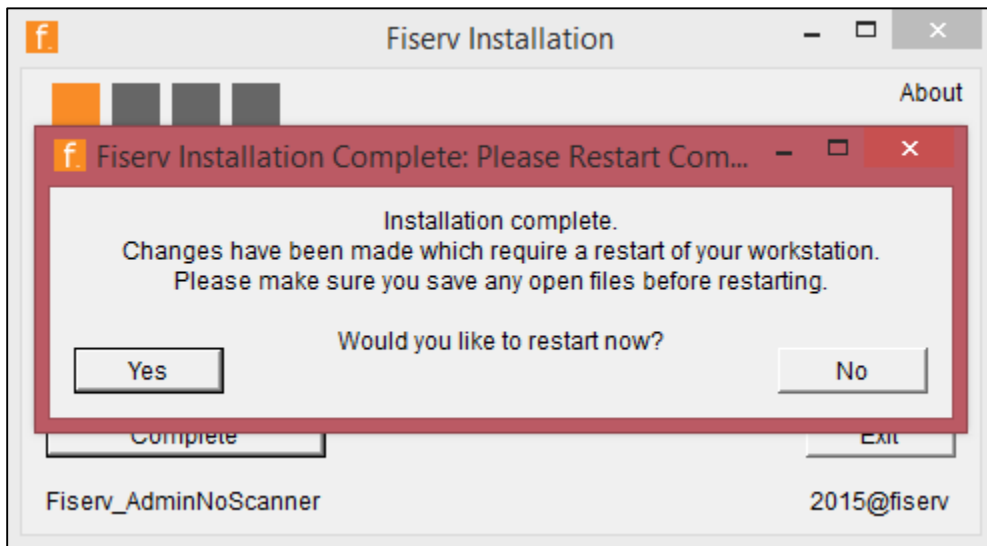 f.
Fiserv Installation
About
f. Fiserv Installation Complete: Please Restart Com...
Installation complete.
Changes have been made which require a restart of your workstation.
Please make sure you save any open files before restarting.
Would you like to restart now?
Yes
No
Complete
Exit
Fiserv_AdminNoScanner
2015@fiserv